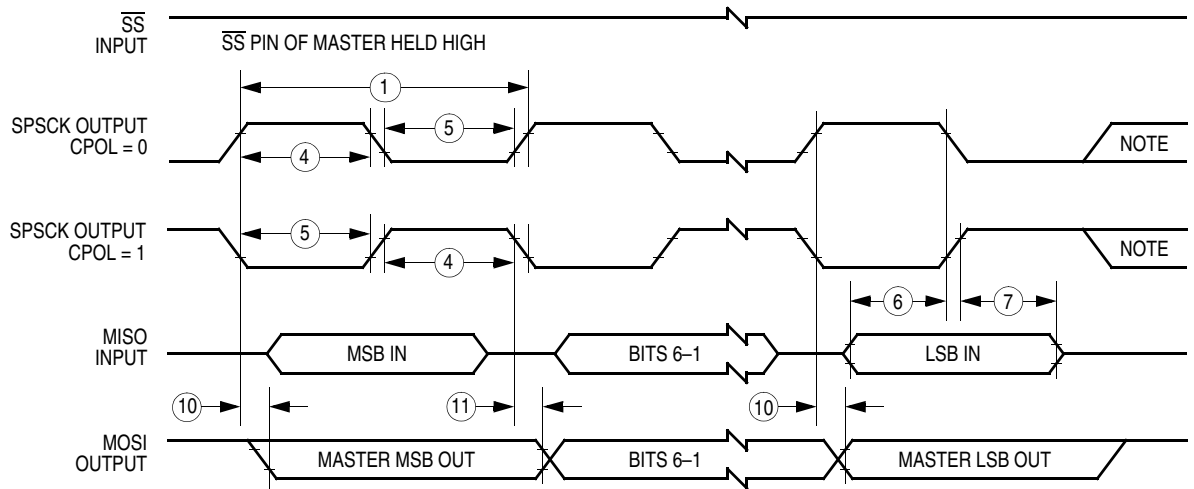 SS
INPUT
SS PIN OF MASTER HELD HIGH
1
SPSCK OUTPUT
CPOL = 0
5
4
NOTE
SPSCK OUTPUT
CPOL = 1
5
4
NOTE
6
7
MISO
INPUT
MSB IN
BITS 6–1
LSB IN
10
11
10
MOSI
OUTPUT
MASTER MSB OUT
BITS 6–1
MASTER LSB OUT